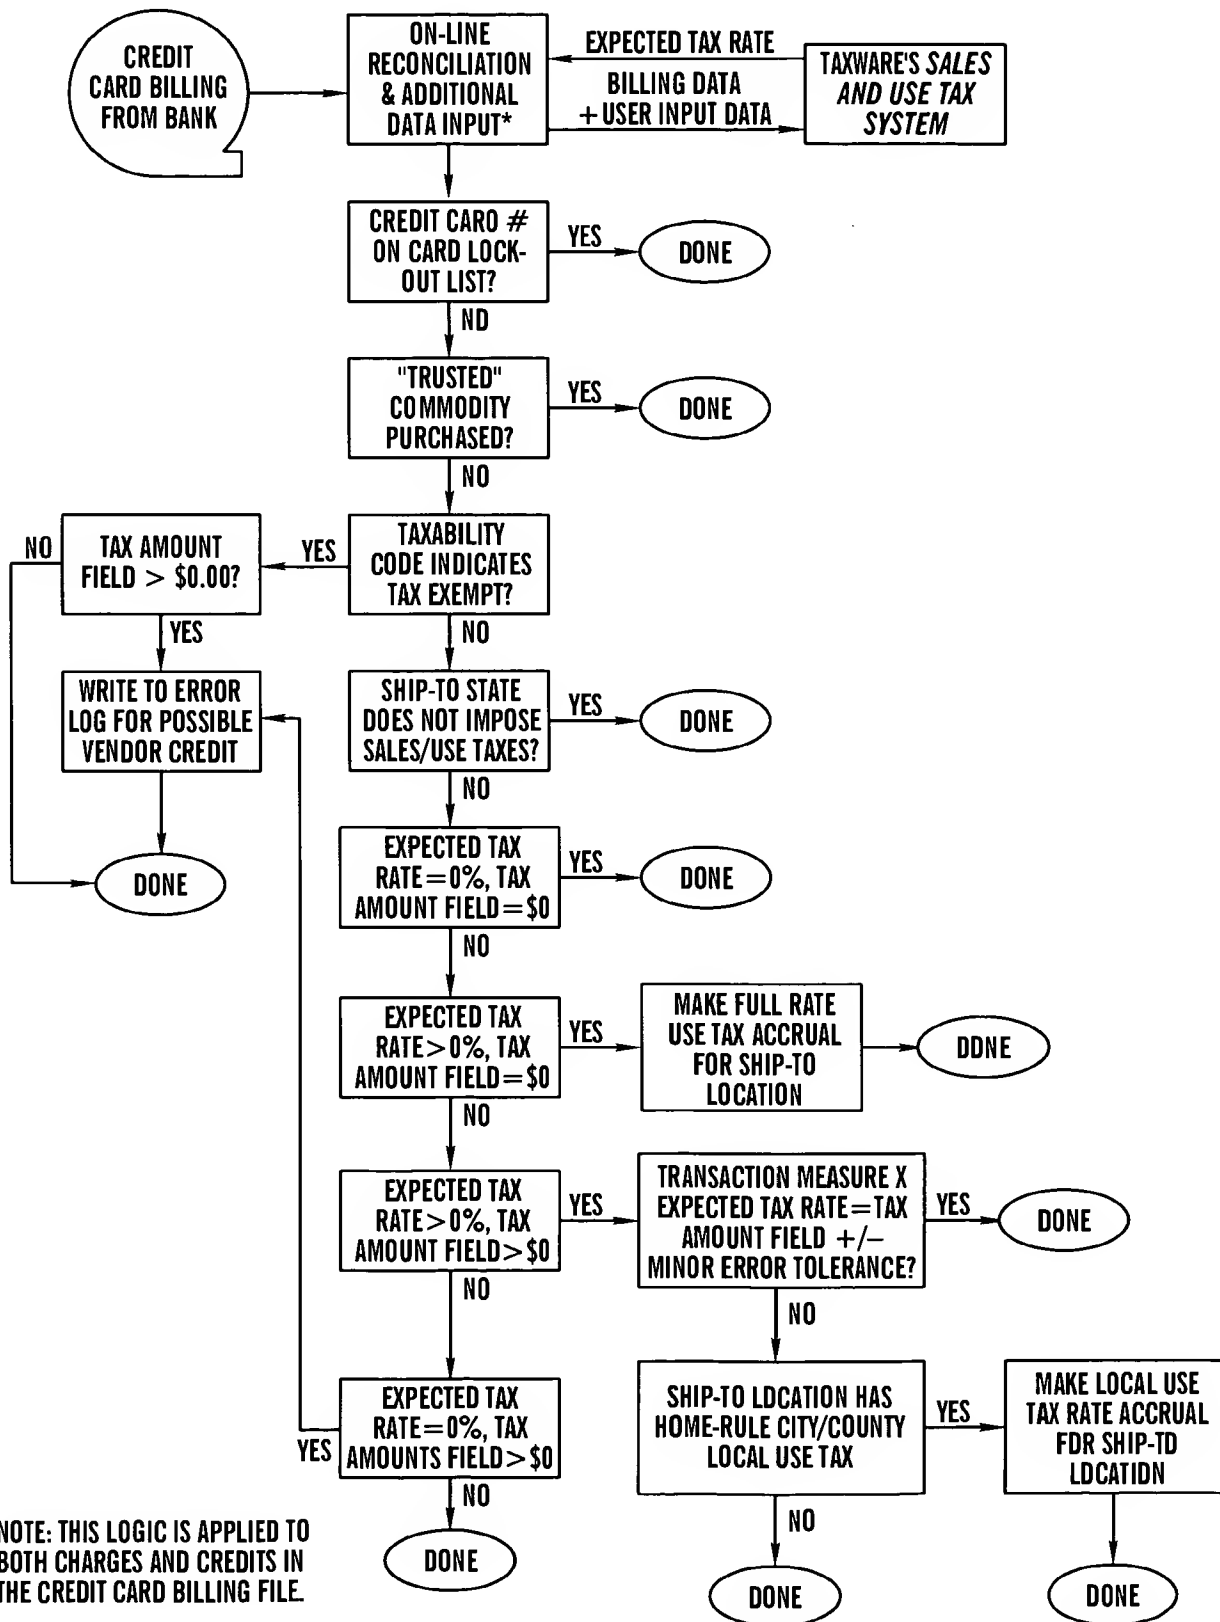 CREDIT
CARD BILLING
FROM BANK
ON-LINE
RECONCILIATION
& ADDITIONAL
DATA INPUT*
EXPECTED TAX RATE
BILLING DATA
+ USER INPUT DATA
TAXWARE'S SALES
AND USE TAX
SYSTEM
CREDIT CARO #
ON CARD LOCK-
OUT LIST?
YES
DONE
ND
"TRUSTED"
COMMODITY
PURCHASED?
YES
DONE
NO
TAXABILITY
CODE INDICATES
TAX EXEMPT?
YES
TAX AMOUNT
FIELD > $0.00?
NO
YES
NO
WRITE TO ERROR
LOG FOR POSSIBLE
VENDOR CREDIT
SHIP-TO STATE
DOES NOT IMPOSE
SALES/USE TAXES?
YES
DONE
NO
DONE
EXPECTED TAX
RATE=0%, TAX
AMOUNT FIELD=$0
YES
DONE
NO
EXPECTED TAX
RATE>0%, TAX
AMOUNT FIELD=$0
YES
MAKE FULL RATE
USE TAX ACCRUAL
FOR SHIP-TO
LOCATION
DDNE
NO
EXPECTED TAX
RATE>0%, TAX
AMOUNT FIELD>$0
YES
TRANSACTION MEASURE X
EXPECTED TAX RATE=TAX
AMOUNT FIELD +/-
MINOR ERROR TOLERANCE?
YES
DONE
NO
NO
EXPECTED TAX
RATE=0%, TAX
AMOUNTS FIELD>$0
YES
SHIP-TO LDCATION HAS
HOME-RULE CITY/COUNTY
LOCAL USE TAX
YES
MAKE LOCAL USE
TAX RATE ACCRUAL
FDR SHIP-TD
LDCATIDN
NO
NO
DONE
DONE
DONE
NOTE: THIS LOGIC IS APPLIED TO
BOTH CHARGES AND CREDITS IN
THE CREDIT CARD BILLING FILE.